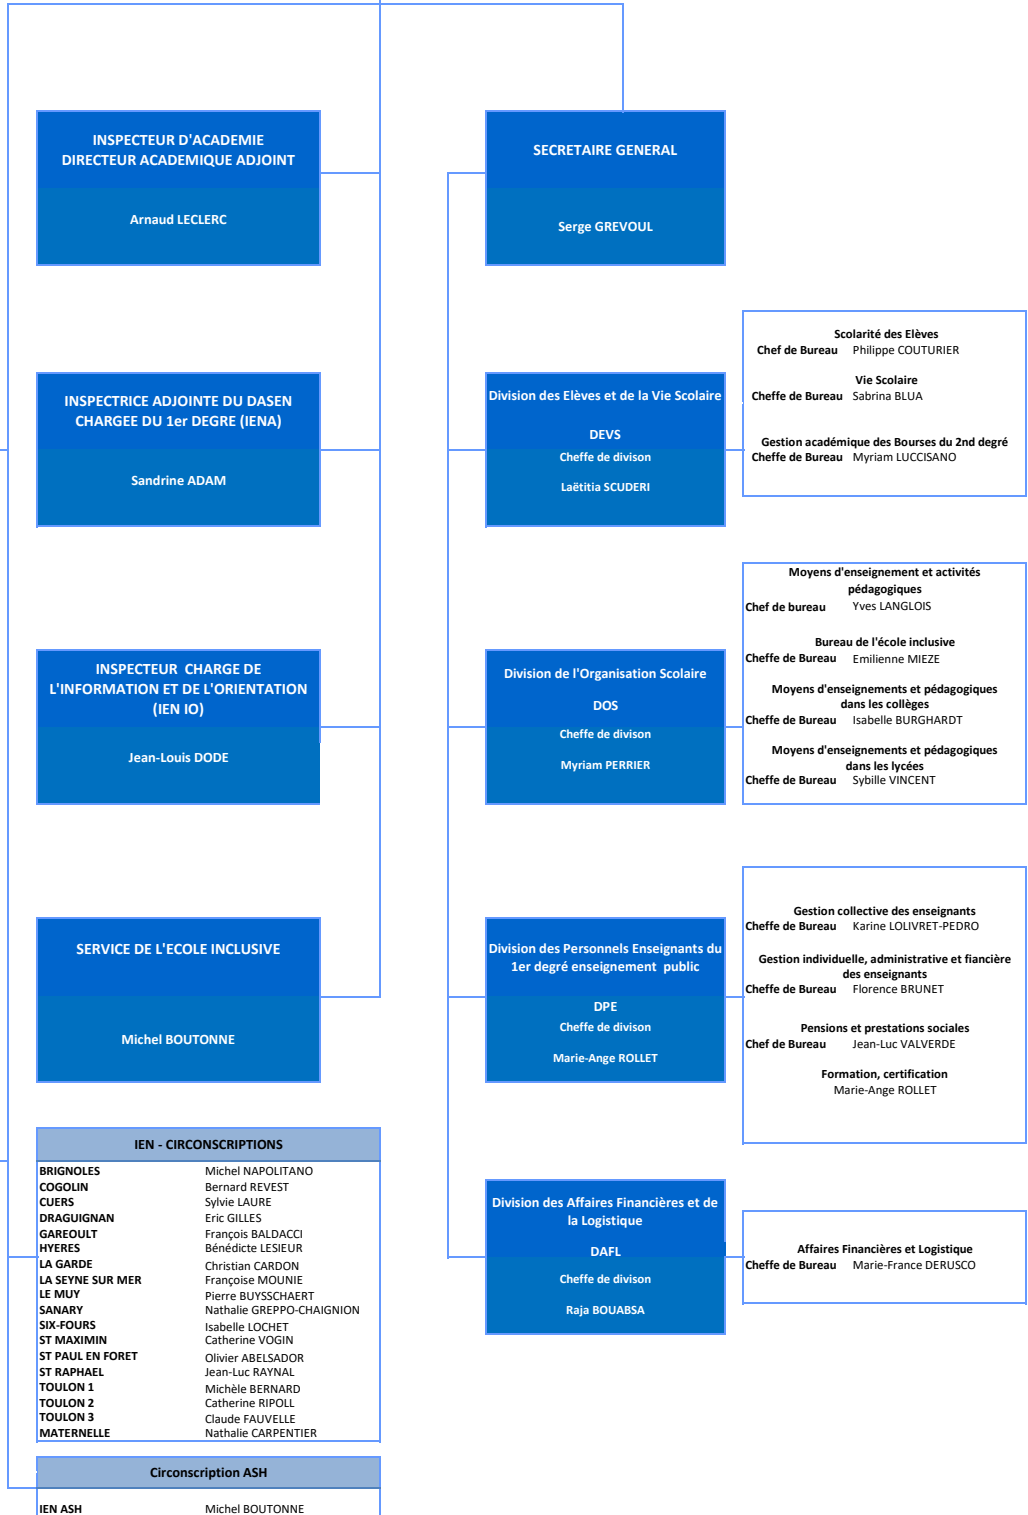 INSPECTEUR D'ACADEMIE
DIRECTEUR ACADEMIQUE ADJOINT
Arnaud LECLERC
SECRETAIRE GENERAL
Serge GREVOUL
INSPECTRICE ADJOINTE DU DASEN
CHARGEE DU 1er DEGRE (IENA)
Sandrine ADAM
Division des Elèves et de la Vie Scolaire
DEVS
Cheffe de divison
Laëtitia SCUDERI
Scolarité des Elèves
Chef de Bureau Philippe COUTURIER
Vie Scolaire
Cheffe de Bureau Sabrina BLUA
Gestion académique des Bourses du 2nd degré
Cheffe de Bureau Myriam LUCCISANO
INSPECTEUR CHARGE DE
L'INFORMATION ET DE L'ORIENTATION
(IEN IO)
Jean-Louis DODE
Division de l'Organisation Scolaire
DOS
Cheffe de divison
Myriam PERRIER
Moyens d'enseignement et activités
pédagogiques
Chef de bureau Yves LANGLOIS
Bureau de l'école inclusive
Cheffe de Bureau Emilienne MIEZE
Moyens d'enseignements et pédagogiques
dans les collèges
Cheffe de Bureau Isabelle BURGHARDT
Moyens d'enseignements et pédagogiques
dans les lycées
Cheffe de Bureau Sybille VINCENT
SERVICE DE L'ECOLE INCLUSIVE
Michel BOUTONNE
Division des Personnels Enseignants du
1er degré enseignement public
DPE
Cheffe de divison
Marie-Ange ROLLET
Gestion collective des enseignants
Cheffe de Bureau Karine LOLIVRET-PEDRO
Gestion individuelle, administrative et fiancière
des enseignants
Cheffe de Bureau Florence BRUNET
Pensions et prestations sociales
Chef de Bureau Jean-Luc VALVERDE
Formation, certification
Marie-Ange ROLLET
IEN - CIRCONSCRIPTIONS
BRIGNOLES Michel NAPOLITANO
COGOLIN Bernard REVEST
CUERS Sylvie LAURE
DRAGUIGNAN Eric GILLES
GAREOULT François BALDACCI
HYERES Bénédicte LESIEUR
LA GARDE Christian CARDON
LA SEYNE SUR MER Françoise MOUNIE
LE MUY Pierre BUYSSCHAERT
SANARY Nathalie GREPPO-CHAIGNION
SIX-FOURS Isabelle LOCHET
ST MAXIMIN Catherine VOGIN
ST PAUL EN FORET Olivier ABELSADOR
ST RAPHAEL Jean-Luc RAYNAL
TOULON 1 Michèle BERNARD
TOULON 2 Catherine RIPOLL
TOULON 3 Claude FAUVELLE
MATERNELLE Nathalie CARPENTIER
Division des Affaires Financières et de
la Logistique
DAFL
Cheffe de divison
Raja BOUABSA
Affaires Financières et Logistique
Cheffe de Bureau Marie-France DERUSCO
Circonscription ASH
IEN ASH Michel BOUTONNE